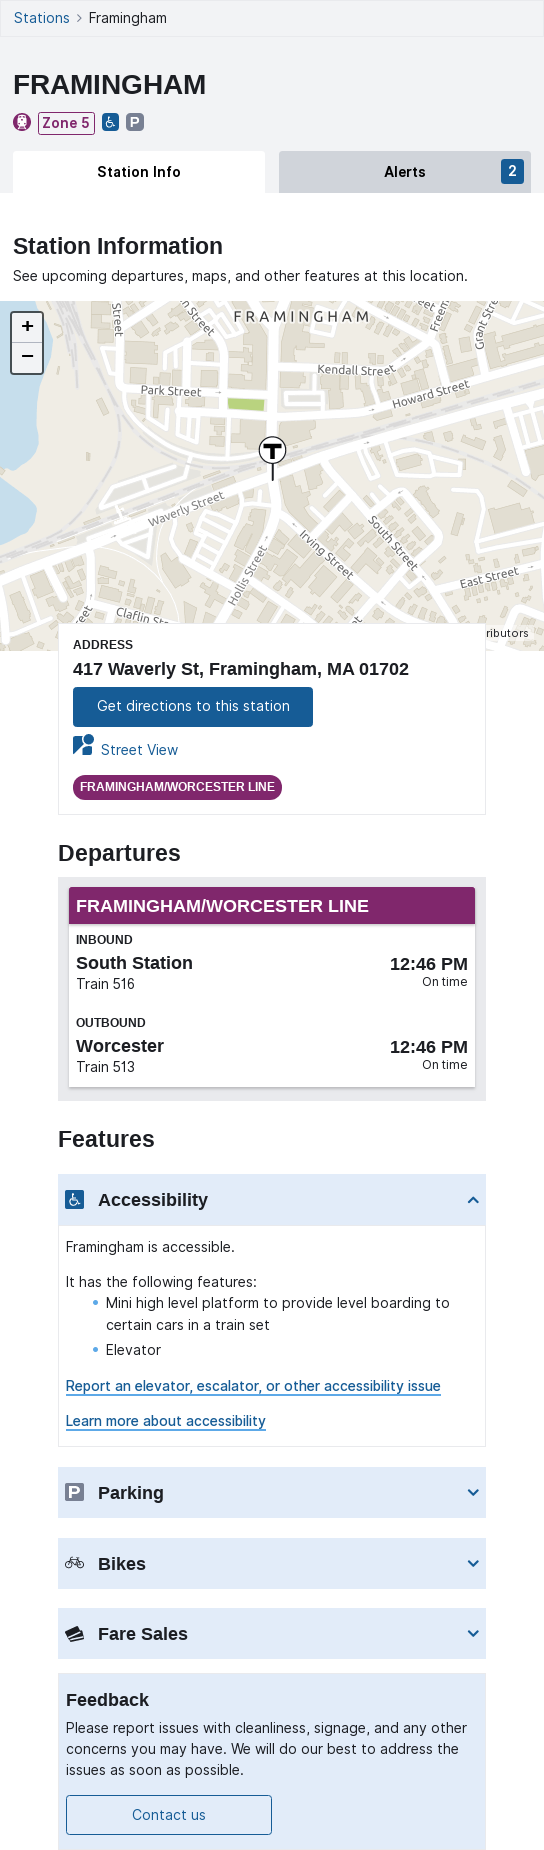 Stations › Framingham
FRAMINGHAM
Zone 5
P
Station Info
Alerts 2
Station Information
See upcoming departures, maps, and other features at this location.
+
−
FRAMINGHAM
Kendall Street
Park Street
Howard Street
Grant Street
Street
Street
T
Waverly Street
South Street
Irving Street
Hollis Street
East Street
Claflin St
Street
ributors
ADDRESS
417 Waverly St, Framingham, MA 01702
Get directions to this station
Street View
FRAMINGHAM/WORCESTER LINE
Departures
FRAMINGHAM/WORCESTER LINE
INBOUND
South Station 12:46 PM
Train 516 On time
OUTBOUND
Worcester 12:46 PM
Train 513 On time
Features
Accessibility
Framingham is accessible.
It has the following features:
• Mini high level platform to provide level boarding to
certain cars in a train set
• Elevator
Report an elevator, escalator, or other accessibility issue
Learn more about accessibility
P Parking
Bikes
Fare Sales
Feedback
Please report issues with cleanliness, signage, and any other
concerns you may have. We will do our best to address the
issues as soon as possible.
Contact us